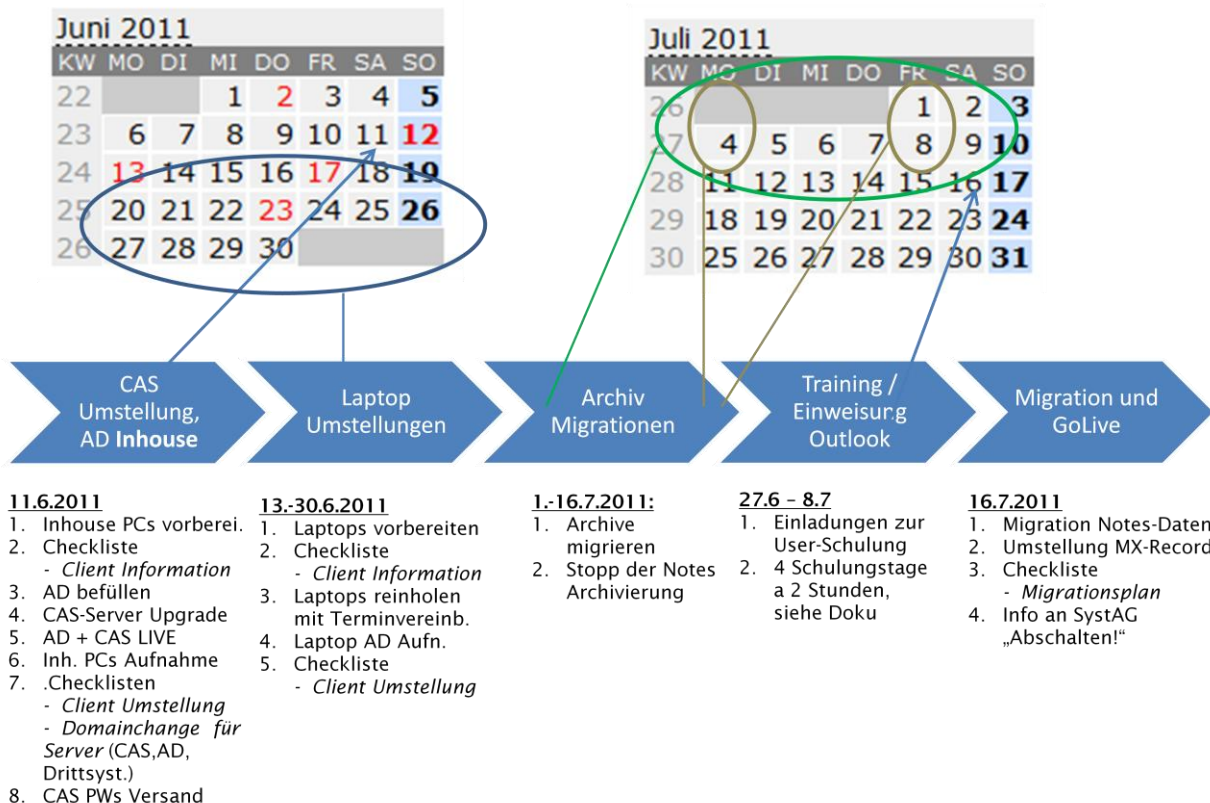 Juni 2011
KW MO DI MI DO FR SA SO
22 1 2 3 4 5
23 6 7 8 9 10 11 12
24 13 14 15 16 17 18 19
25 20 21 22 23 24 25 26
26 27 28 29 30
Juli 2011
KW MO DI MI DO FR SA SO
26 1 2 3
27 4 5 6 7 8 9 10
28 11 12 13 14 15 16 17
29 18 19 20 21 22 23 24
30 25 26 27 28 29 30 31
CAS
Umstellung,
AD Inhouse
Laptop
Umstellungen
Archiv
Migrationen
Training /
Einweisung
Outlook
Migration und
GoLive
11.6.2011
1. Inhouse PCs vorberei.
2. Checkliste
- Client Information
3. AD befüllen
4. CAS-Server Upgrade
5. AD + CAS LIVE
6. Inh. PCs Aufnahme
7. .Checklisten
- Client Umstellung
- Domainchange für
Server (CAS,AD,
Drittsyst.)
8. CAS PWs Versand
13.-30.6.2011
1. Laptops vorbereiten
2. Checkliste
- Client Information
3. Laptops reinholen
mit Terminvereinb.
4. Laptop AD Aufn.
5. Checkliste
- Client Umstellung
1.-16.7.2011:
1. Archive
migrieren
2. Stopp der Notes
Archivierung
27.6 – 8.7
1. Einladungen zur
User-Schulung
2. 4 Schulungstage
a 2 Stunden,
siehe Doku
16.7.2011
1. Migration Notes-Daten
2. Umstellung MX-Record
3. Checkliste
- Migrationsplan
4. Info an SystAG
„Abschalten!“